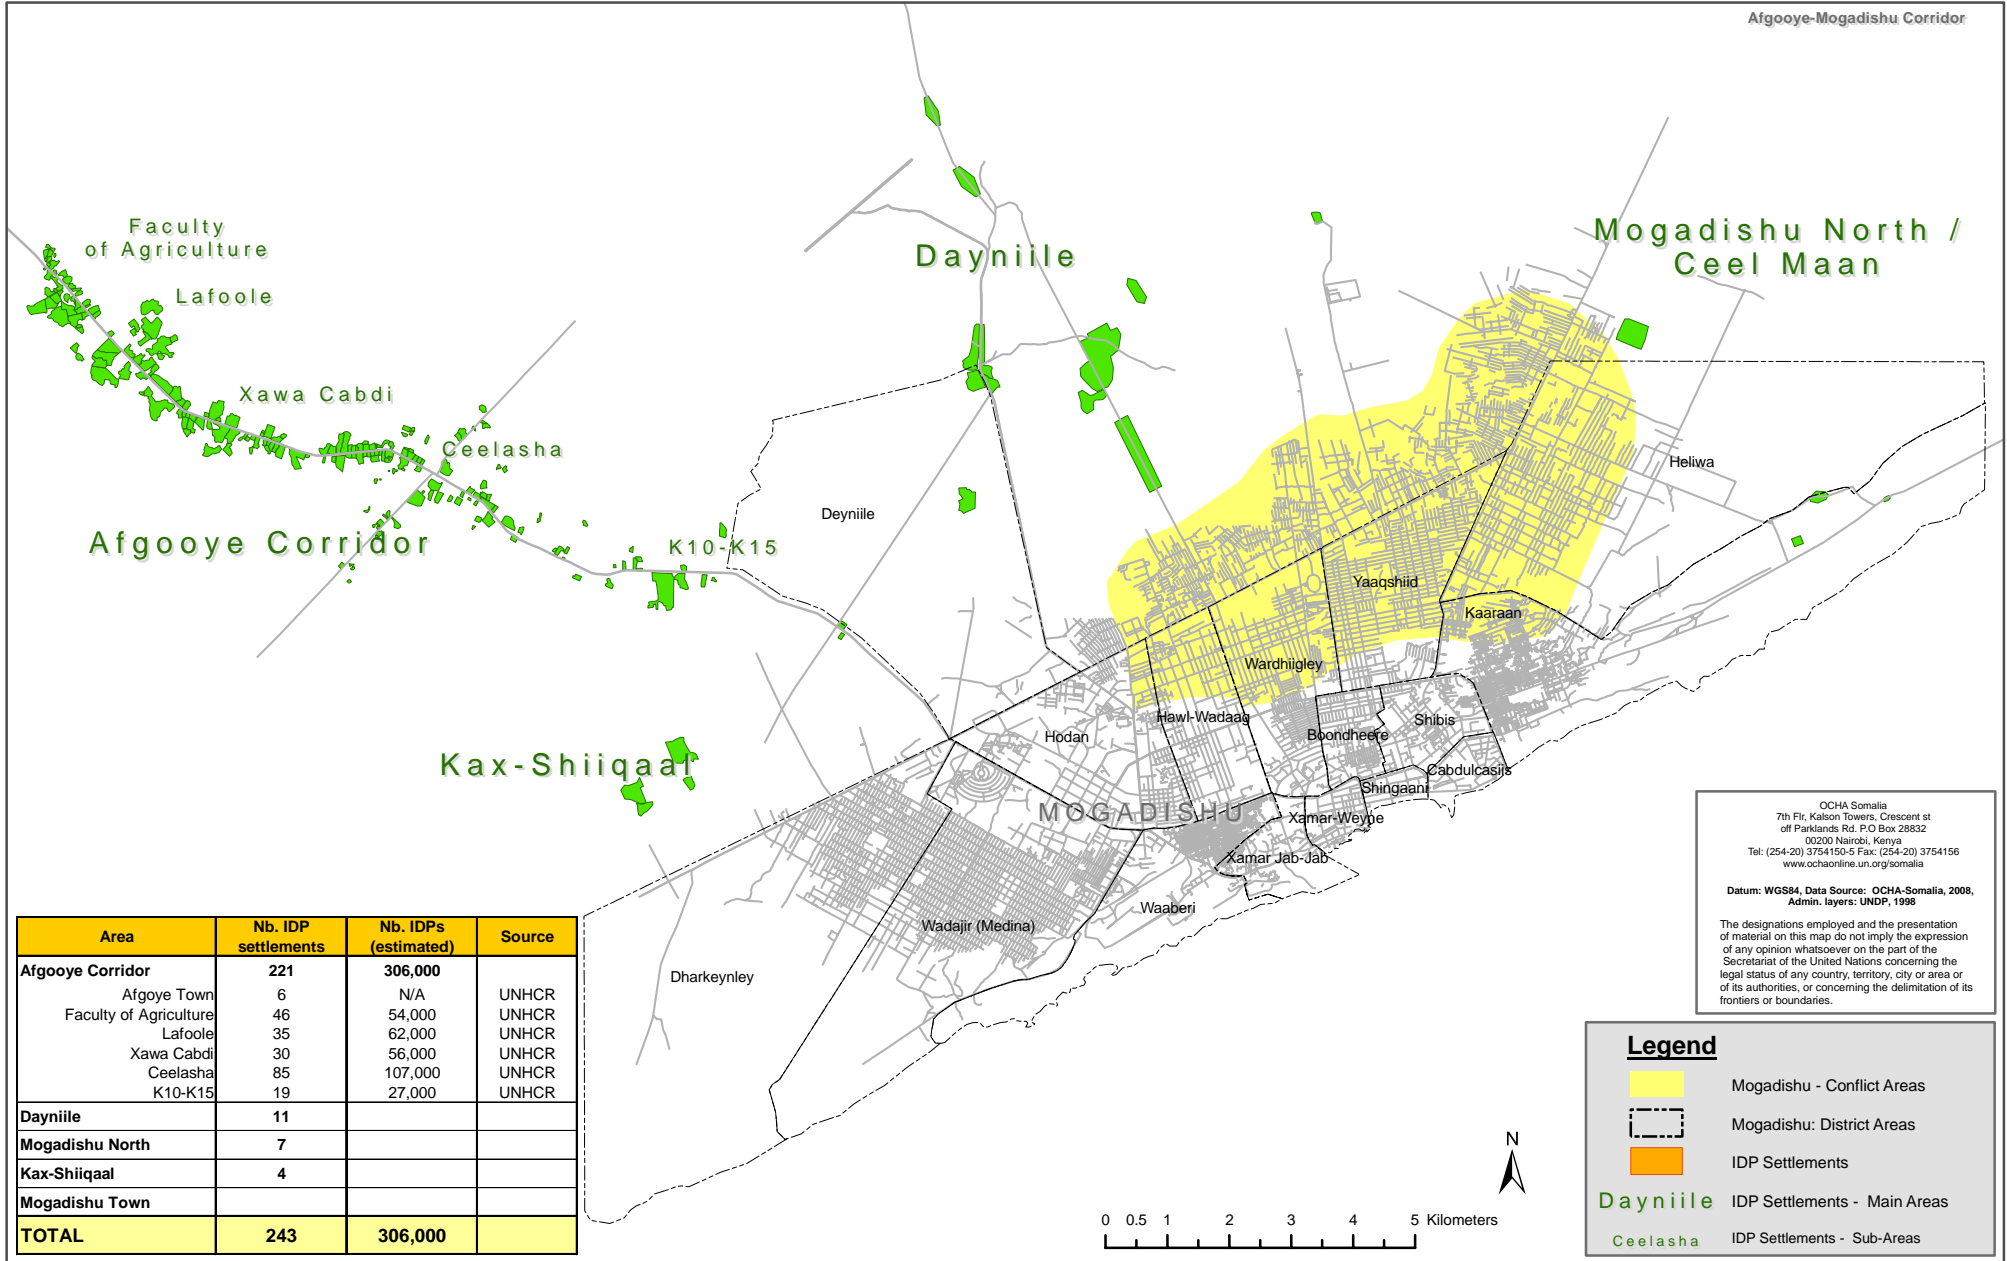 Afgooye-Mogadishu Corridor
Faculty
of Agriculture
Lafoole
Xawa Cabdi
Ceelasha
Afgooye Corridor
K10-K15
Kax-Shiiqaal
Dayniile
Mogadishu North /
Ceel Maan
Deyniile
Heliwa
Yaaqshiid
Kaaraan
Wardhiigley
Hawl-Wadaag
Hodan
Boondheere
Shibis
Cabdulcasiis
Shingaani
MOGADISHU
Xamar-Weyne
Xamar Jab-Jab
Waaberi
Wadajir (Medina)
Dharkeynley
Area Nb. IDP settlements Nb. IDPs (estimated) Source
Afgooye Corridor 221 306,000
Afgoye Town 6 N/A UNHCR
Faculty of Agriculture 46 54,000 UNHCR
Lafoole 35 62,000 UNHCR
Xawa Cabdi 30 56,000 UNHCR
Ceelasha 85 107,000 UNHCR
K10-K15 19 27,000 UNHCR
Dayniile 11
Mogadishu North 7
Kax-Shiiqaal 4
Mogadishu Town
TOTAL 243 306,000
0 0.5 1 2 3 4 5 Kilometers
N
OCHA Somalia
7th Flr, Kalson Towers, Crescent st
off Parklands Rd. P.O Box 28832
00200 Nairobi, Kenya
Tel: (254-20) 3754150-5 Fax: (254-20) 3754156
www.ochaonline.un.org/somalia
Datum: WGS84, Data Source: OCHA-Somalia, 2008,
Admin. layers: UNDP, 1998
The designations employed and the presentation
of material on this map do not imply the expression
of any opinion whatsoever on the part of the
Secretariat of the United Nations concerning the
legal status of any country, territory, city or area or
of its authorities, or concerning the delimitation of its
frontiers or boundaries.
Legend
Mogadishu - Conflict Areas
Mogadishu: District Areas
IDP Settlements
Dayniile IDP Settlements - Main Areas
Ceelasha IDP Settlements - Sub-Areas